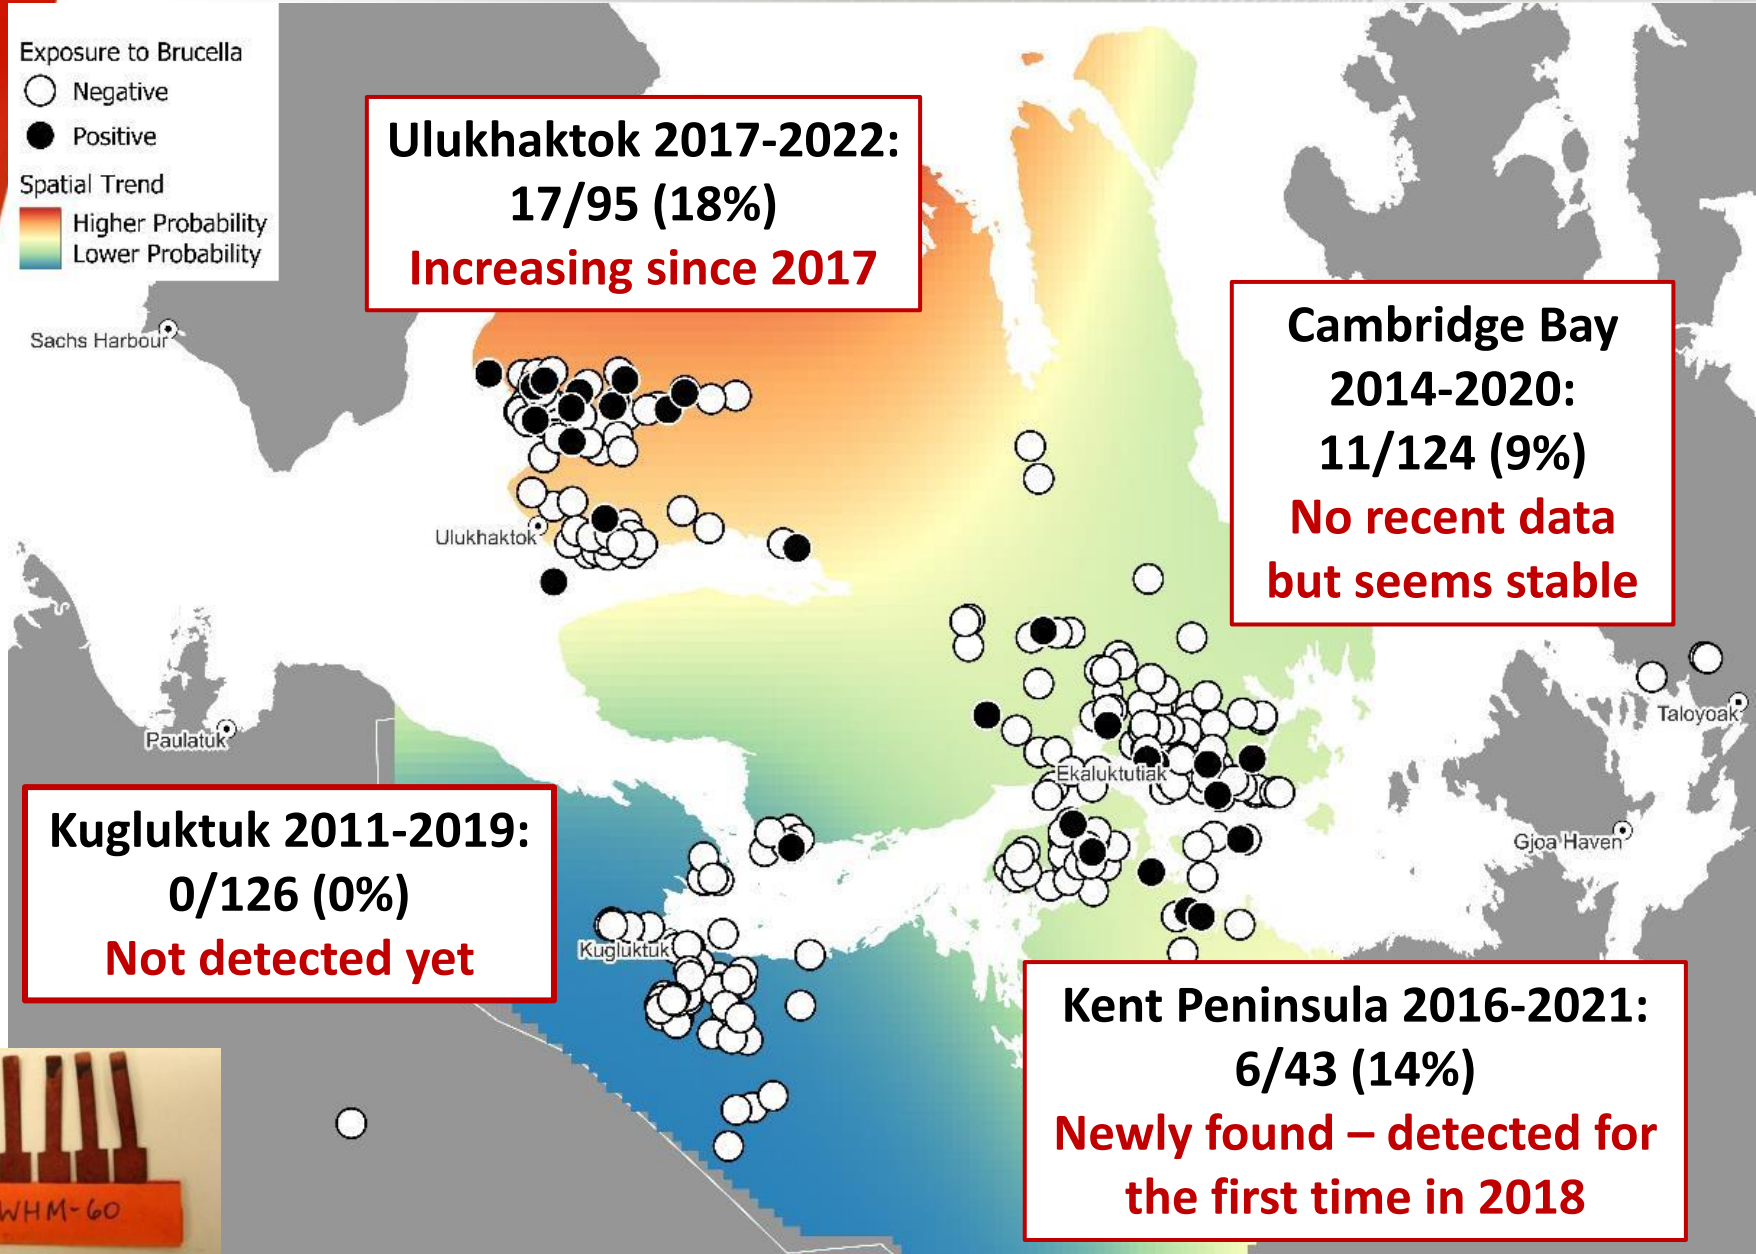 Exposure to Brucella
Negative
Positive
Spatial Trend
Higher Probability
Lower Probability
Ulukhaktok 2017-2022:
17/95 (18%)
Increasing since 2017
Cambridge Bay
2014-2020:
11/124 (9%)
No recent data
but seems stable
Sachs Harbour
Ulukhaktok
Paulatuk
Ekaluktutiak
Taloyoak
Gjoa Haven
Kugluktuk 2011-2019:
0/126 (0%)
Not detected yet
Kugluktuk
Kent Peninsula 2016-2021:
6/43 (14%)
Newly found – detected for
the first time in 2018
WHM-60